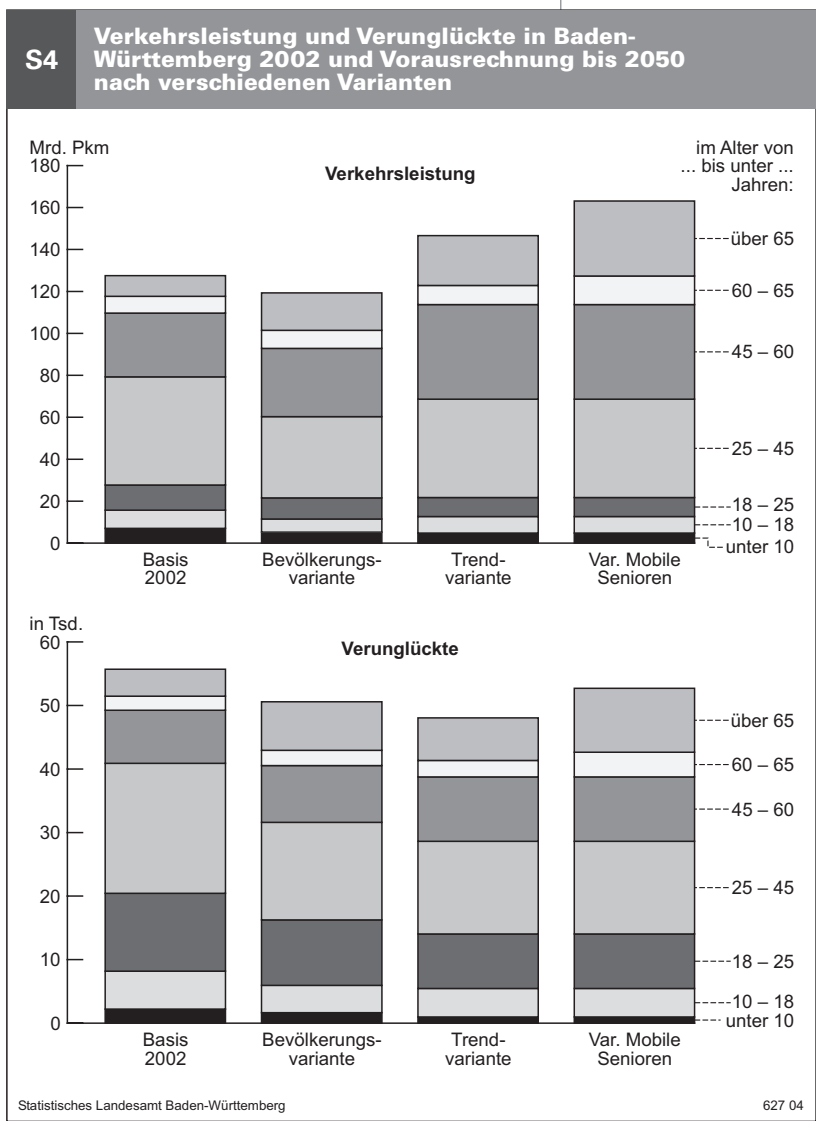 S4
Verkehrsleistung und Verunglückte in Baden-
Württemberg 2002 und Vorausrechnung bis 2050
nach verschiedenen Varianten
Mrd. Pkm
Verkehrsleistung
im Alter von
... bis unter ...
Jahren:
180
160
140
120
100
80
60
40
20
0
über 65
60 – 65
45 – 60
25 – 45
18 – 25
10 – 18
unter 10
Basis
2002
Bevölkerungs-
variante
Trend-
variante
Var. Mobile
Senioren
in Tsd.
Verunglückte
60
50
40
30
20
10
0
über 65
60 – 65
45 – 60
25 – 45
18 – 25
10 – 18
unter 10
Basis
2002
Bevölkerungs-
variante
Trend-
variante
Var. Mobile
Senioren
Statistisches Landesamt Baden-Württemberg
627 04